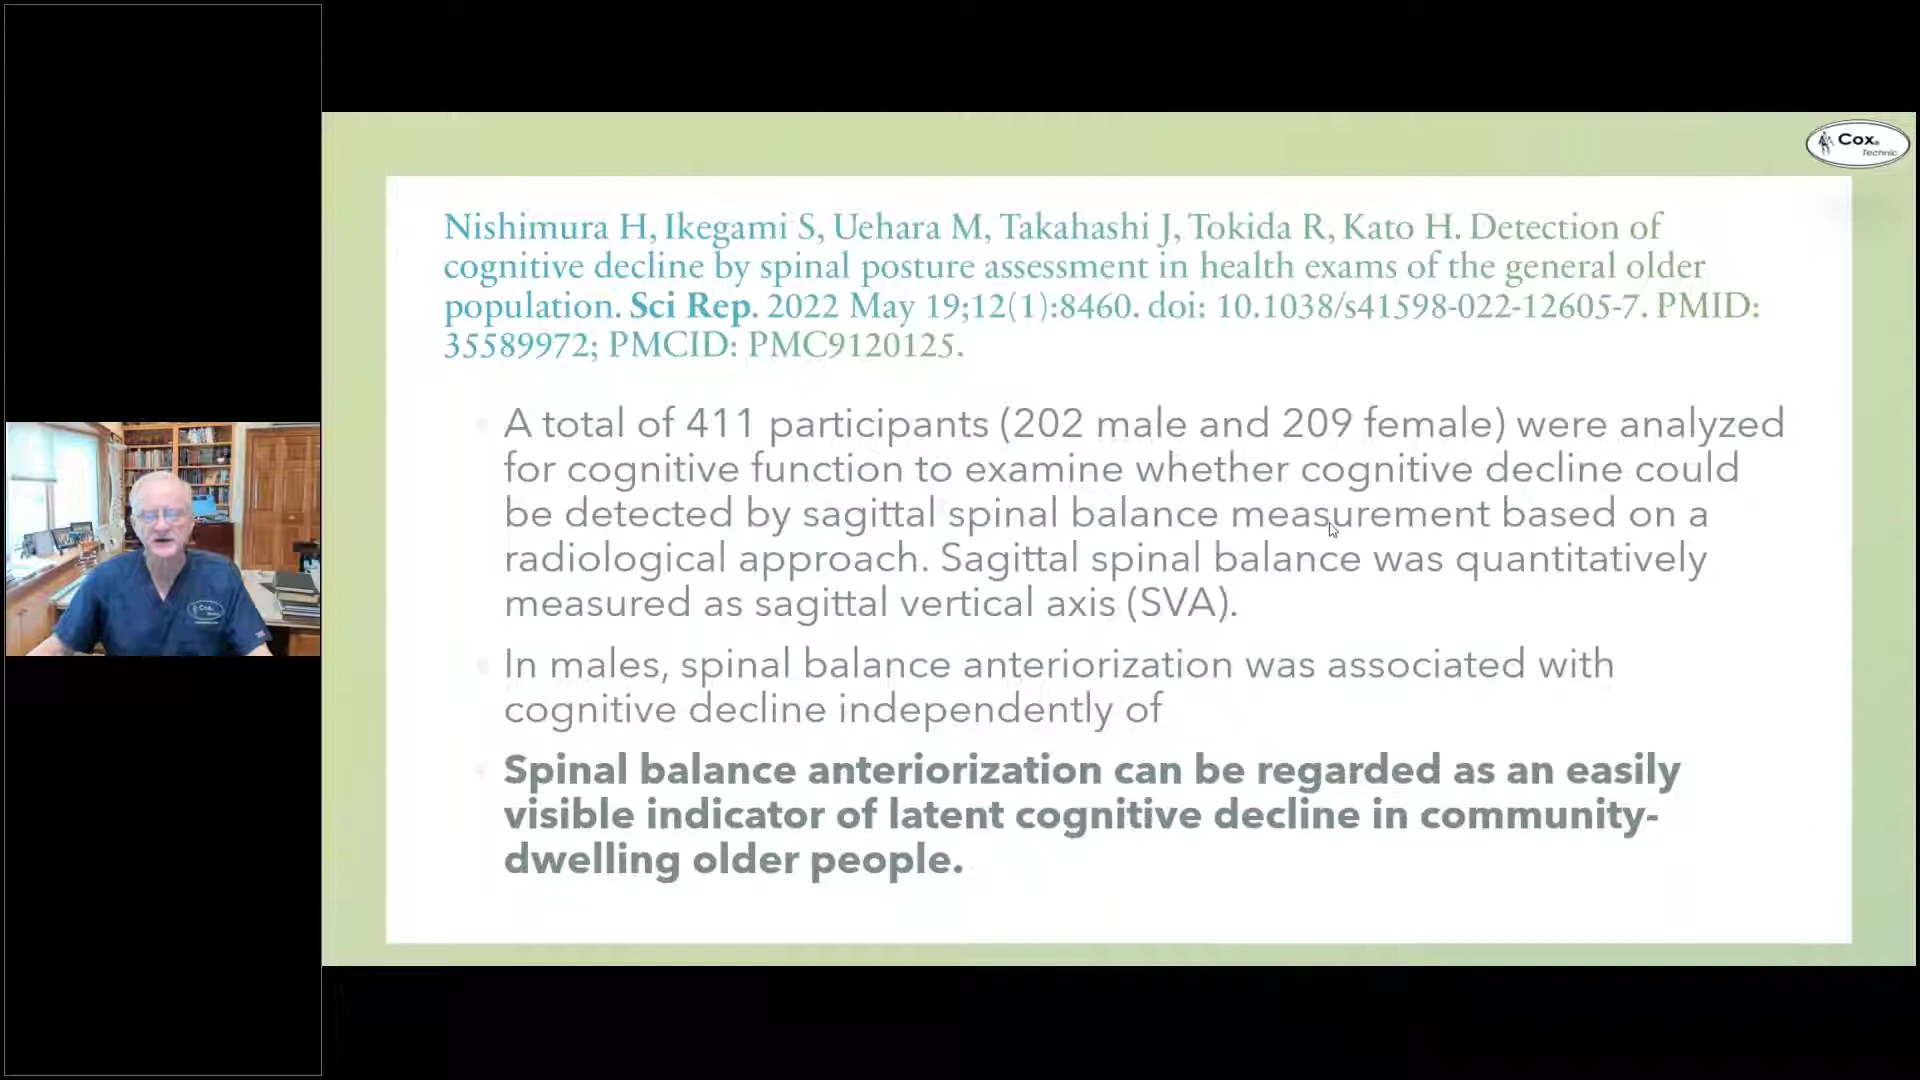 Cox®
Technic
Nishimura H, Ikegami S, Uehara M, Takahashi J, Tokida R, Kato H. Detection of
cognitive decline by spinal posture assessment in health exams of the general older
population. Sci Rep. 2022 May 19;12(1):8460. doi: 10.1038/s41598-022-12605-7. PMID:
35589972; PMCID: PMC9120125.
A total of 411 participants (202 male and 209 female) were analyzed
for cognitive function to examine whether cognitive decline could
be detected by sagittal spinal balance measurement based on a
radiological approach. Sagittal spinal balance was quantitatively
measured as sagittal vertical axis (SVA).
In males, spinal balance anteriorization was associated with
cognitive decline independently of
Spinal balance anteriorization can be regarded as an easily
visible indicator of latent cognitive decline in community-
dwelling older people.
Cox